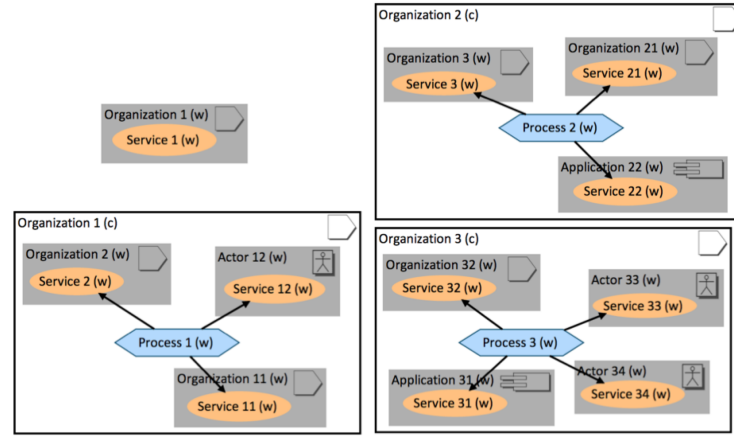 Organization 1 (w)
Service 1 (w)
Organization 2 (c)
Organization 3 (w)
Service 3 (w)
Organization 21 (w)
Service 21 (w)
Process 2 (w)
Application 22 (w)
Service 22 (w)
Organization 1 (c)
Organization 2 (w)
Service 2 (w)
Actor 12 (w)
Service 12 (w)
Process 1 (w)
Organization 11 (w)
Service 11 (w)
Organization 3 (c)
Organization 32 (w)
Service 32 (w)
Actor 33 (w)
Service 33 (w)
Process 3 (w)
Application 31 (w)
Service 31 (w)
Actor 34 (w)
Service 34 (w)